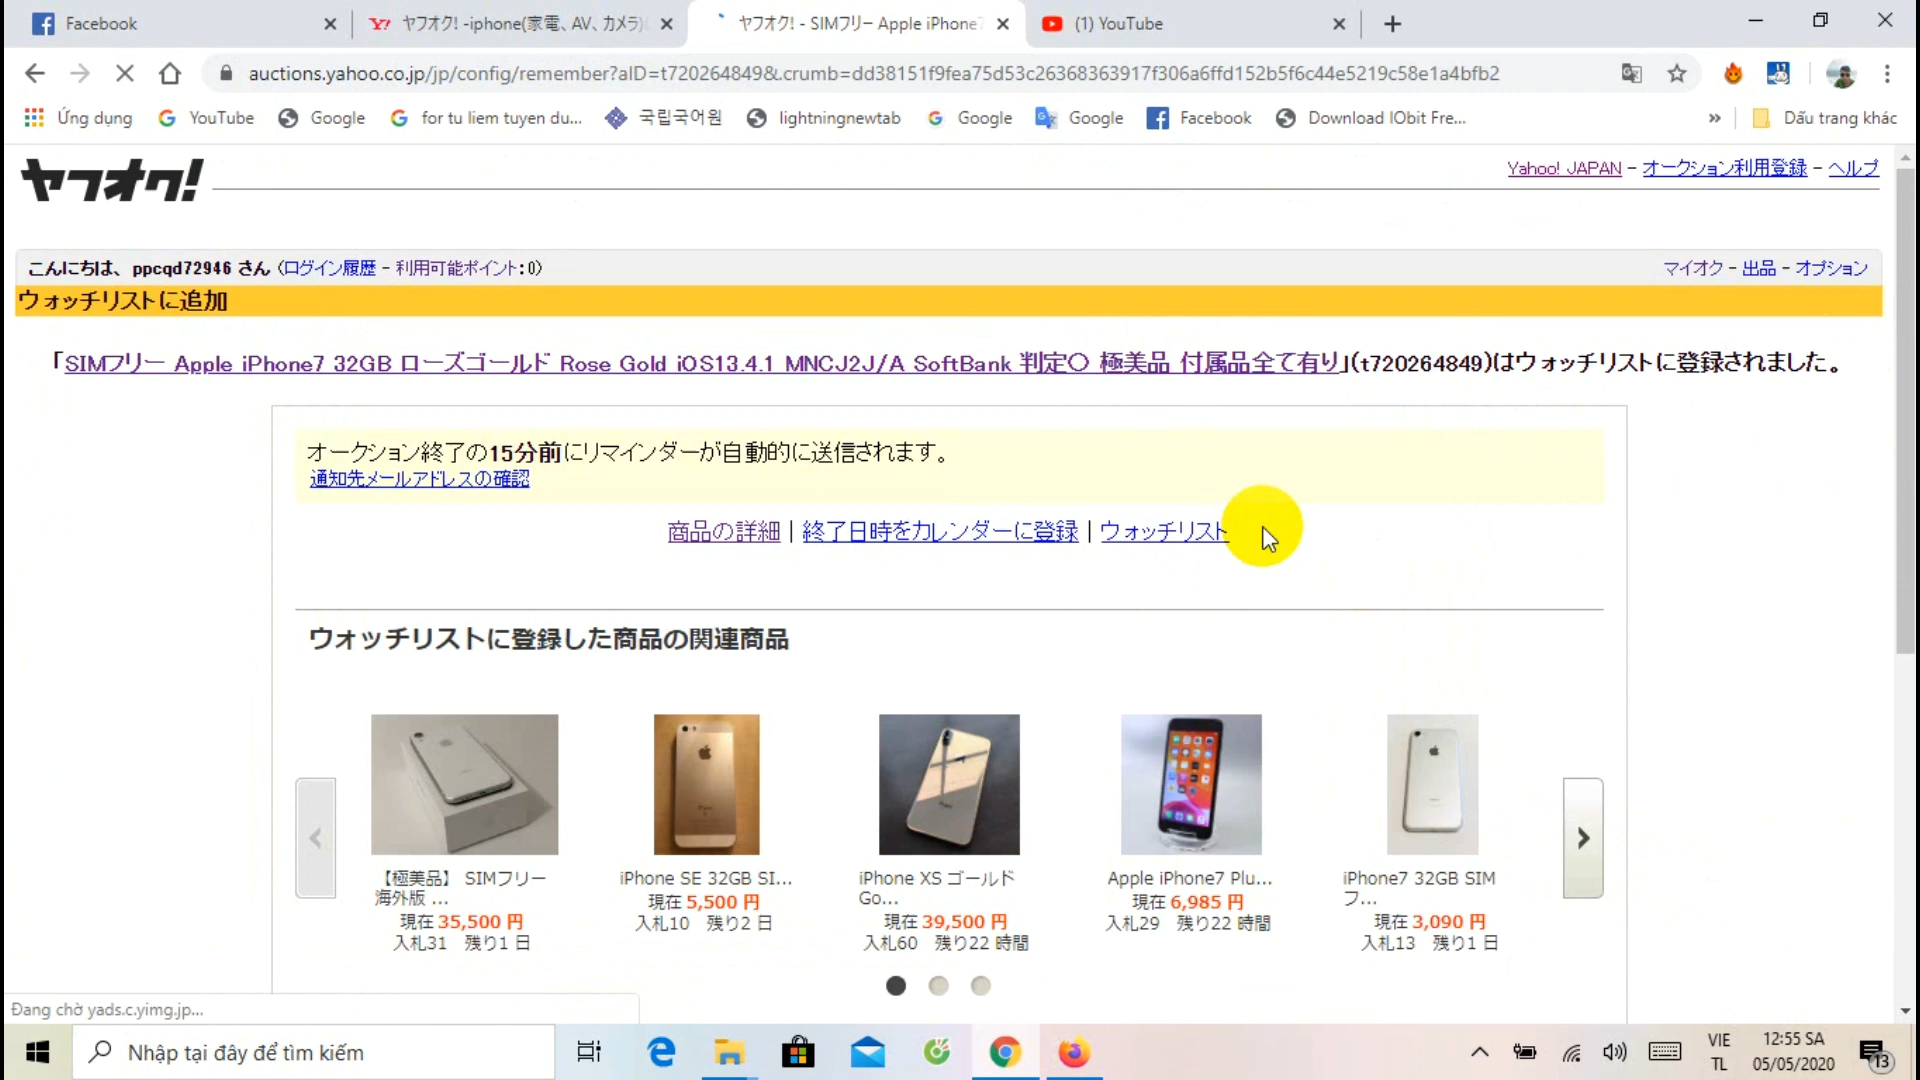 Facebook
ヤフオク! -iphone(家電、AV、カメラ)
ヤフオク! - SIMフリー Apple iPhone7
(1) YouTube
auctions.yahoo.co.jp/jp/config/remember?aID=t720264849&.crumb=dd38151f9fea75d53c26368363917f306a6ffd152b5f6c44e5219c58e1a4bfb2
Ứng dụng
YouTube
Google
for tu liem tuyen du...
국립국어원
lightningnewtab
Google
Google
Facebook
Download IObit Fre...
»
Dấu trang khác
ヤフオク!
Yahoo! JAPAN - オークション利用登録 - ヘルプ
こんにちは、ppcqd72946 さん (ログイン履歴 - 利用可能ポイント:0)
マイオク - 出品 - オプション
ウォッチリストに追加
「SIMフリー Apple iPhone7 32GB ローズゴールド Rose Gold iOS13.4.1 MNCJ2J/A SoftBank 判定〇 極美品 付属品全て有り」(t720264849)はウォッチリストに登録されました。
オークション終了の15分前にリマインダーが自動的に送信されます。
通知先メールアドレスの確認
商品の詳細 | 終了日時をカレンダーに登録 | ウォッチリスト
ウォッチリストに登録した商品の関連商品
【極美品】 SIMフリー
海外版 ...
現在 35,500 円
入札31 残り1 日
iPhone SE 32GB SI...
現在 5,500 円
入札10 残り2 日
iPhone XS ゴールド
Go...
現在 39,500 円
入札60 残り22 時間
Apple iPhone7 Plu...
現在 6,985 円
入札29 残り22 時間
iPhone7 32GB SIM
フ...
現在 3,090 円
入札13 残り1 日
Đang chờ yads.c.yimg.jp...
Nhập tại đây để tìm kiếm
VIE
TL
12:55 SA
05/05/2020
13